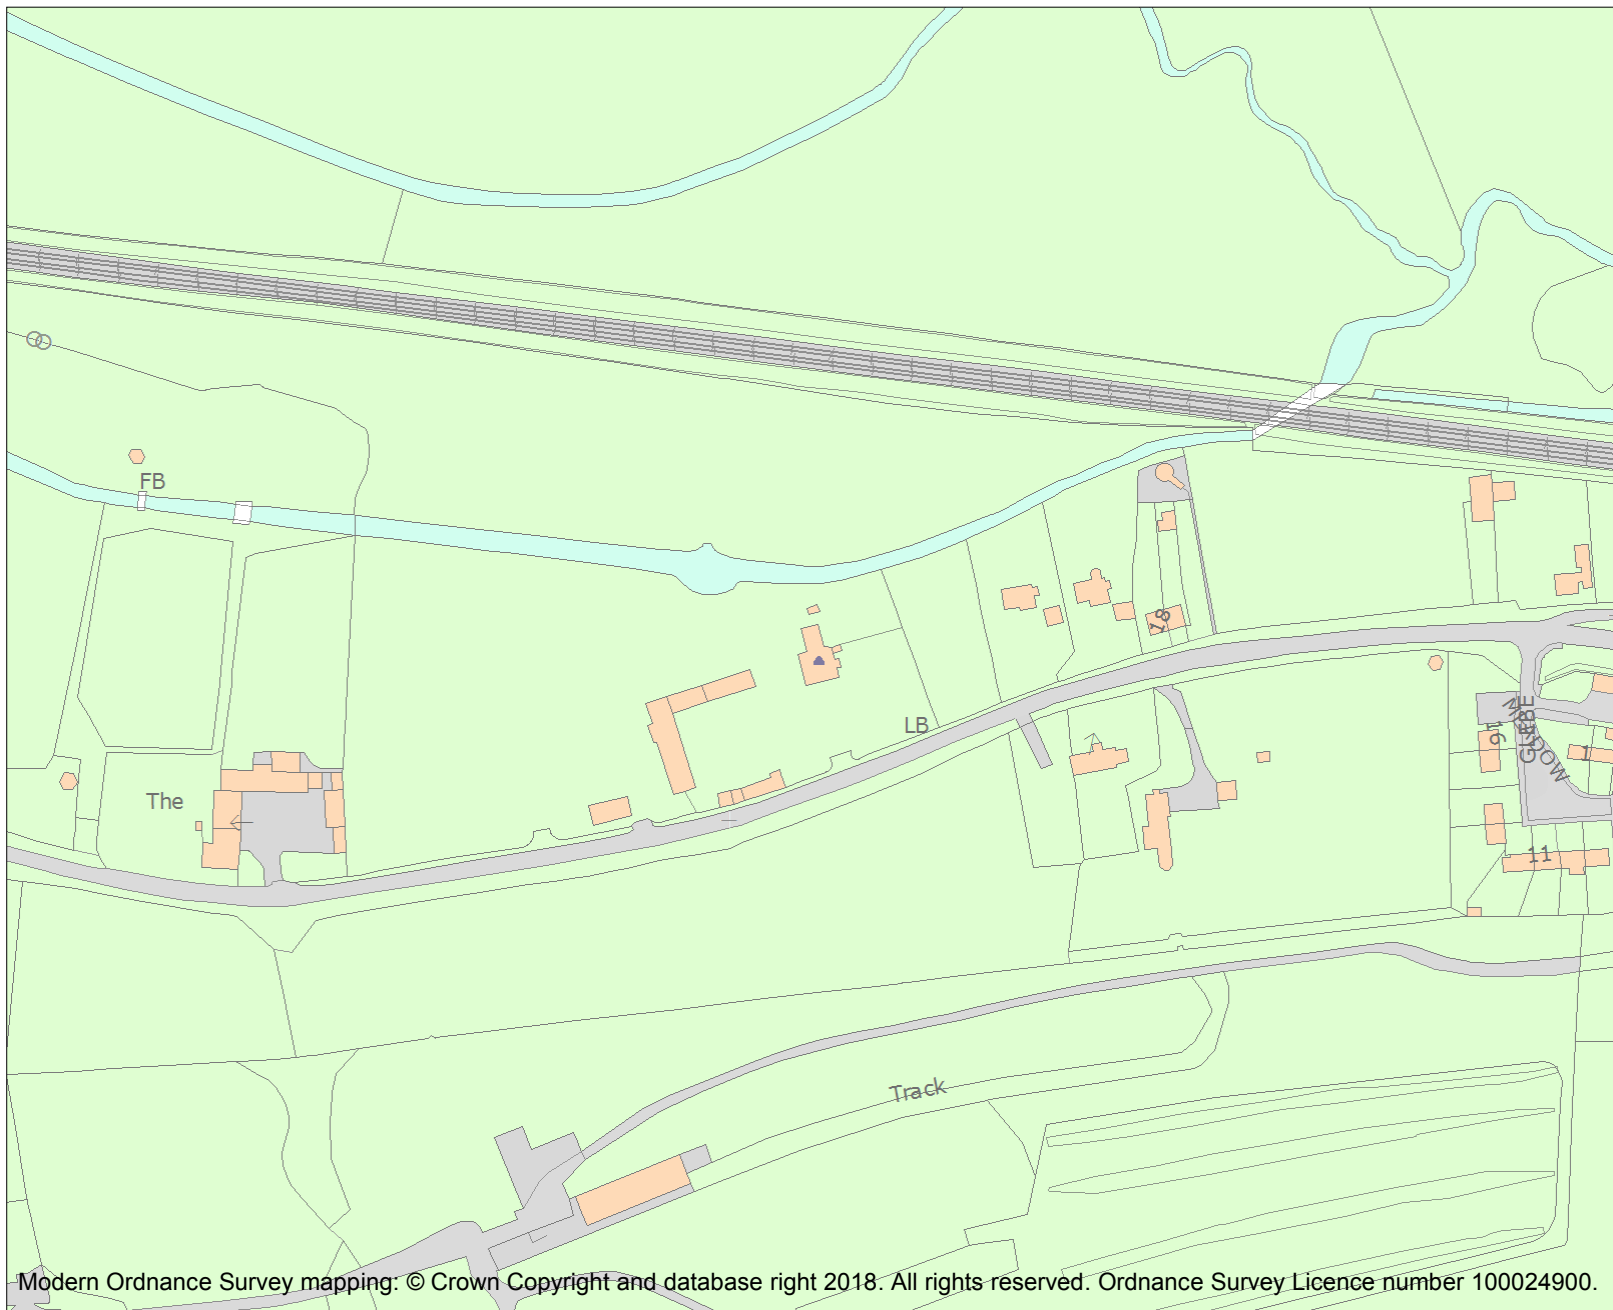 FB
18
LB
GLEBE
MEADOW
16
1
The
11
Track
Modern Ordnance Survey mapping: © Crown Copyright and database right 2018. All rights reserved. Ordnance Survey Licence number 100024900.